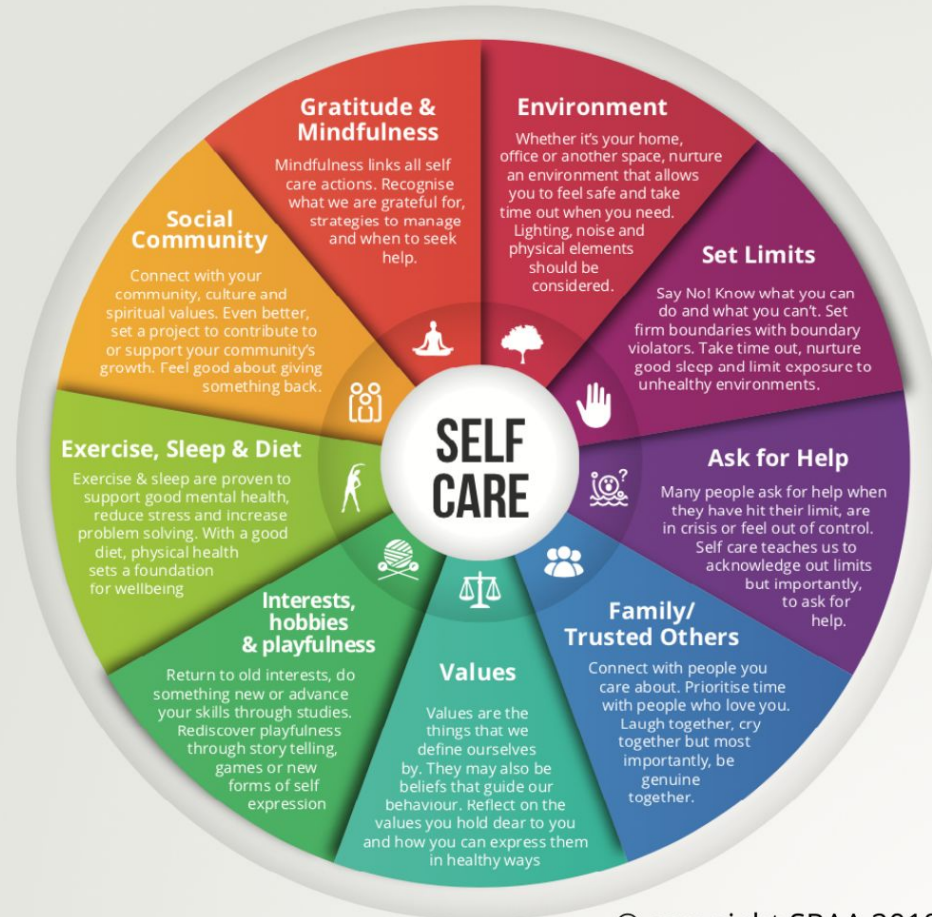 SELF
CARE
Environment
Whether it's your home,
office or another space, nurture
an environment that allows
you to feel safe and take
time out when you need.
Lighting, noise and
physical elements
should be
considered.
Set Limits
Say No! Know what you can
do and what you can't. Set
firm boundaries with boundary
violators. Take time out, nurture
good sleep and limit exposure to
unhealthy environments.
Ask for Help
Many people ask for help when
they have hit their limit, are
in crisis or feel out of control.
Self care teaches us to
acknowledge out limits
but importantly,
to ask for
help.
?
Family/
Trusted Others
Connect with people you
care about. Prioritise time
with people who love you.
Laugh together, cry
together but most
importantly, be
genuine
together.
Values
Values are the
things that we
define ourselves
by. They may also be
beliefs that guide our
behaviour. Reflect on the
values you hold dear to you
and how you can express them
in healthy ways
Interests,
hobbies
& playfulness
Return to old interests, do
something new or advance
your skills through studies.
Rediscover playfulness
through story telling,
games or new
forms of self
expression
Exercise, Sleep & Diet
Exercise & sleep are proven to
support good mental health,
reduce stress and increase
problem solving. With a good
diet, physical health
sets a foundation
for wellbeing
Social
Community
Connect with your
community, culture and
spiritual values. Even better,
set a project to contribute to
or support your community's
growth. Feel good about giving
something back.
Gratitude &
Mindfulness
Mindfulness links all self
care actions. Recognise
what we are grateful for,
strategies to manage
and when to seek
help.